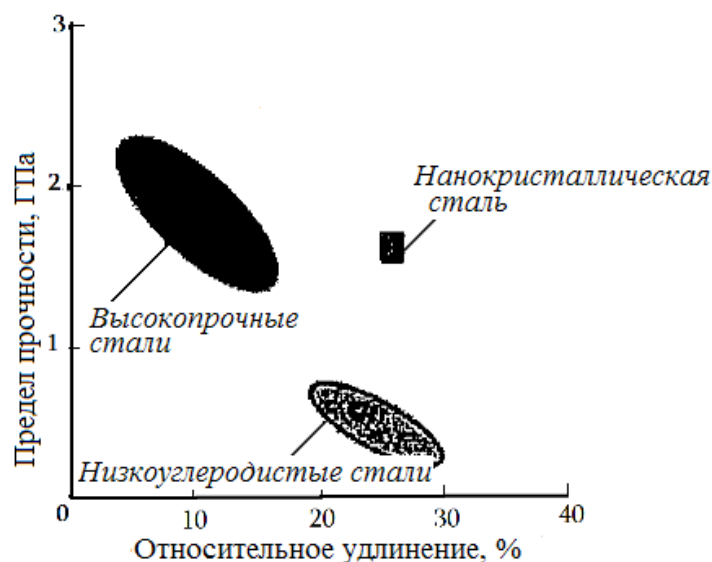 3
2
1
0
10
20
30
40
Предел прочности, ГПа
Относительное удлинение, %
Нанокристаллическая
сталь
Высокопрочные
стали
Низкоуглеродистые стали